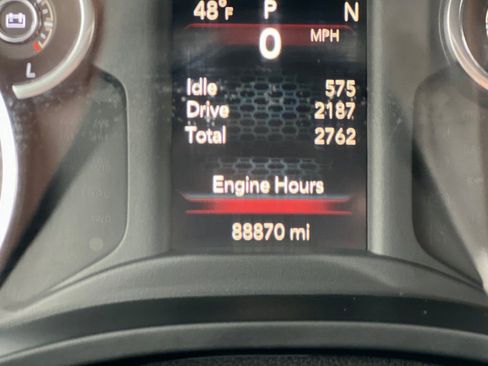 48°F P N
0 MPH
L
Idle 575
Drive 2187
Total 2762
Engine Hours
88870 mi